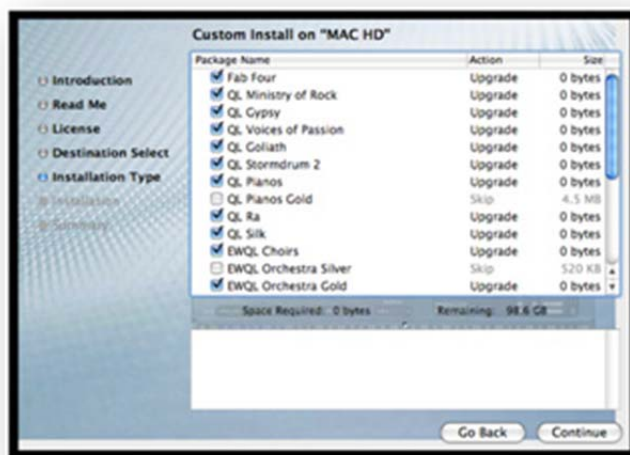 Custom Install on "MAC HD"
Introduction
Read Me
License
Destination Select
Installation Type
Installation
Summary
Package Name Action Size
Fab Four Upgrade 0 bytes
QL Ministry of Rock Upgrade 0 bytes
QL Gypsy Upgrade 0 bytes
QL Voices of Passion Upgrade 0 bytes
QL Goliath Upgrade 0 bytes
QL Stormdrum 2 Upgrade 0 bytes
QL Pianos Upgrade 0 bytes
QL Pianos Gold Skip 4.5 MB
QL Ra Upgrade 0 bytes
QL Silk Upgrade 0 bytes
EWQL Choirs Upgrade 0 bytes
EWQL Orchestra Silver Skip 520 KB
EWQL Orchestra Gold Upgrade 0 bytes
Space Required: 0 bytes Remaining: 98.6 GB
Go Back Continue